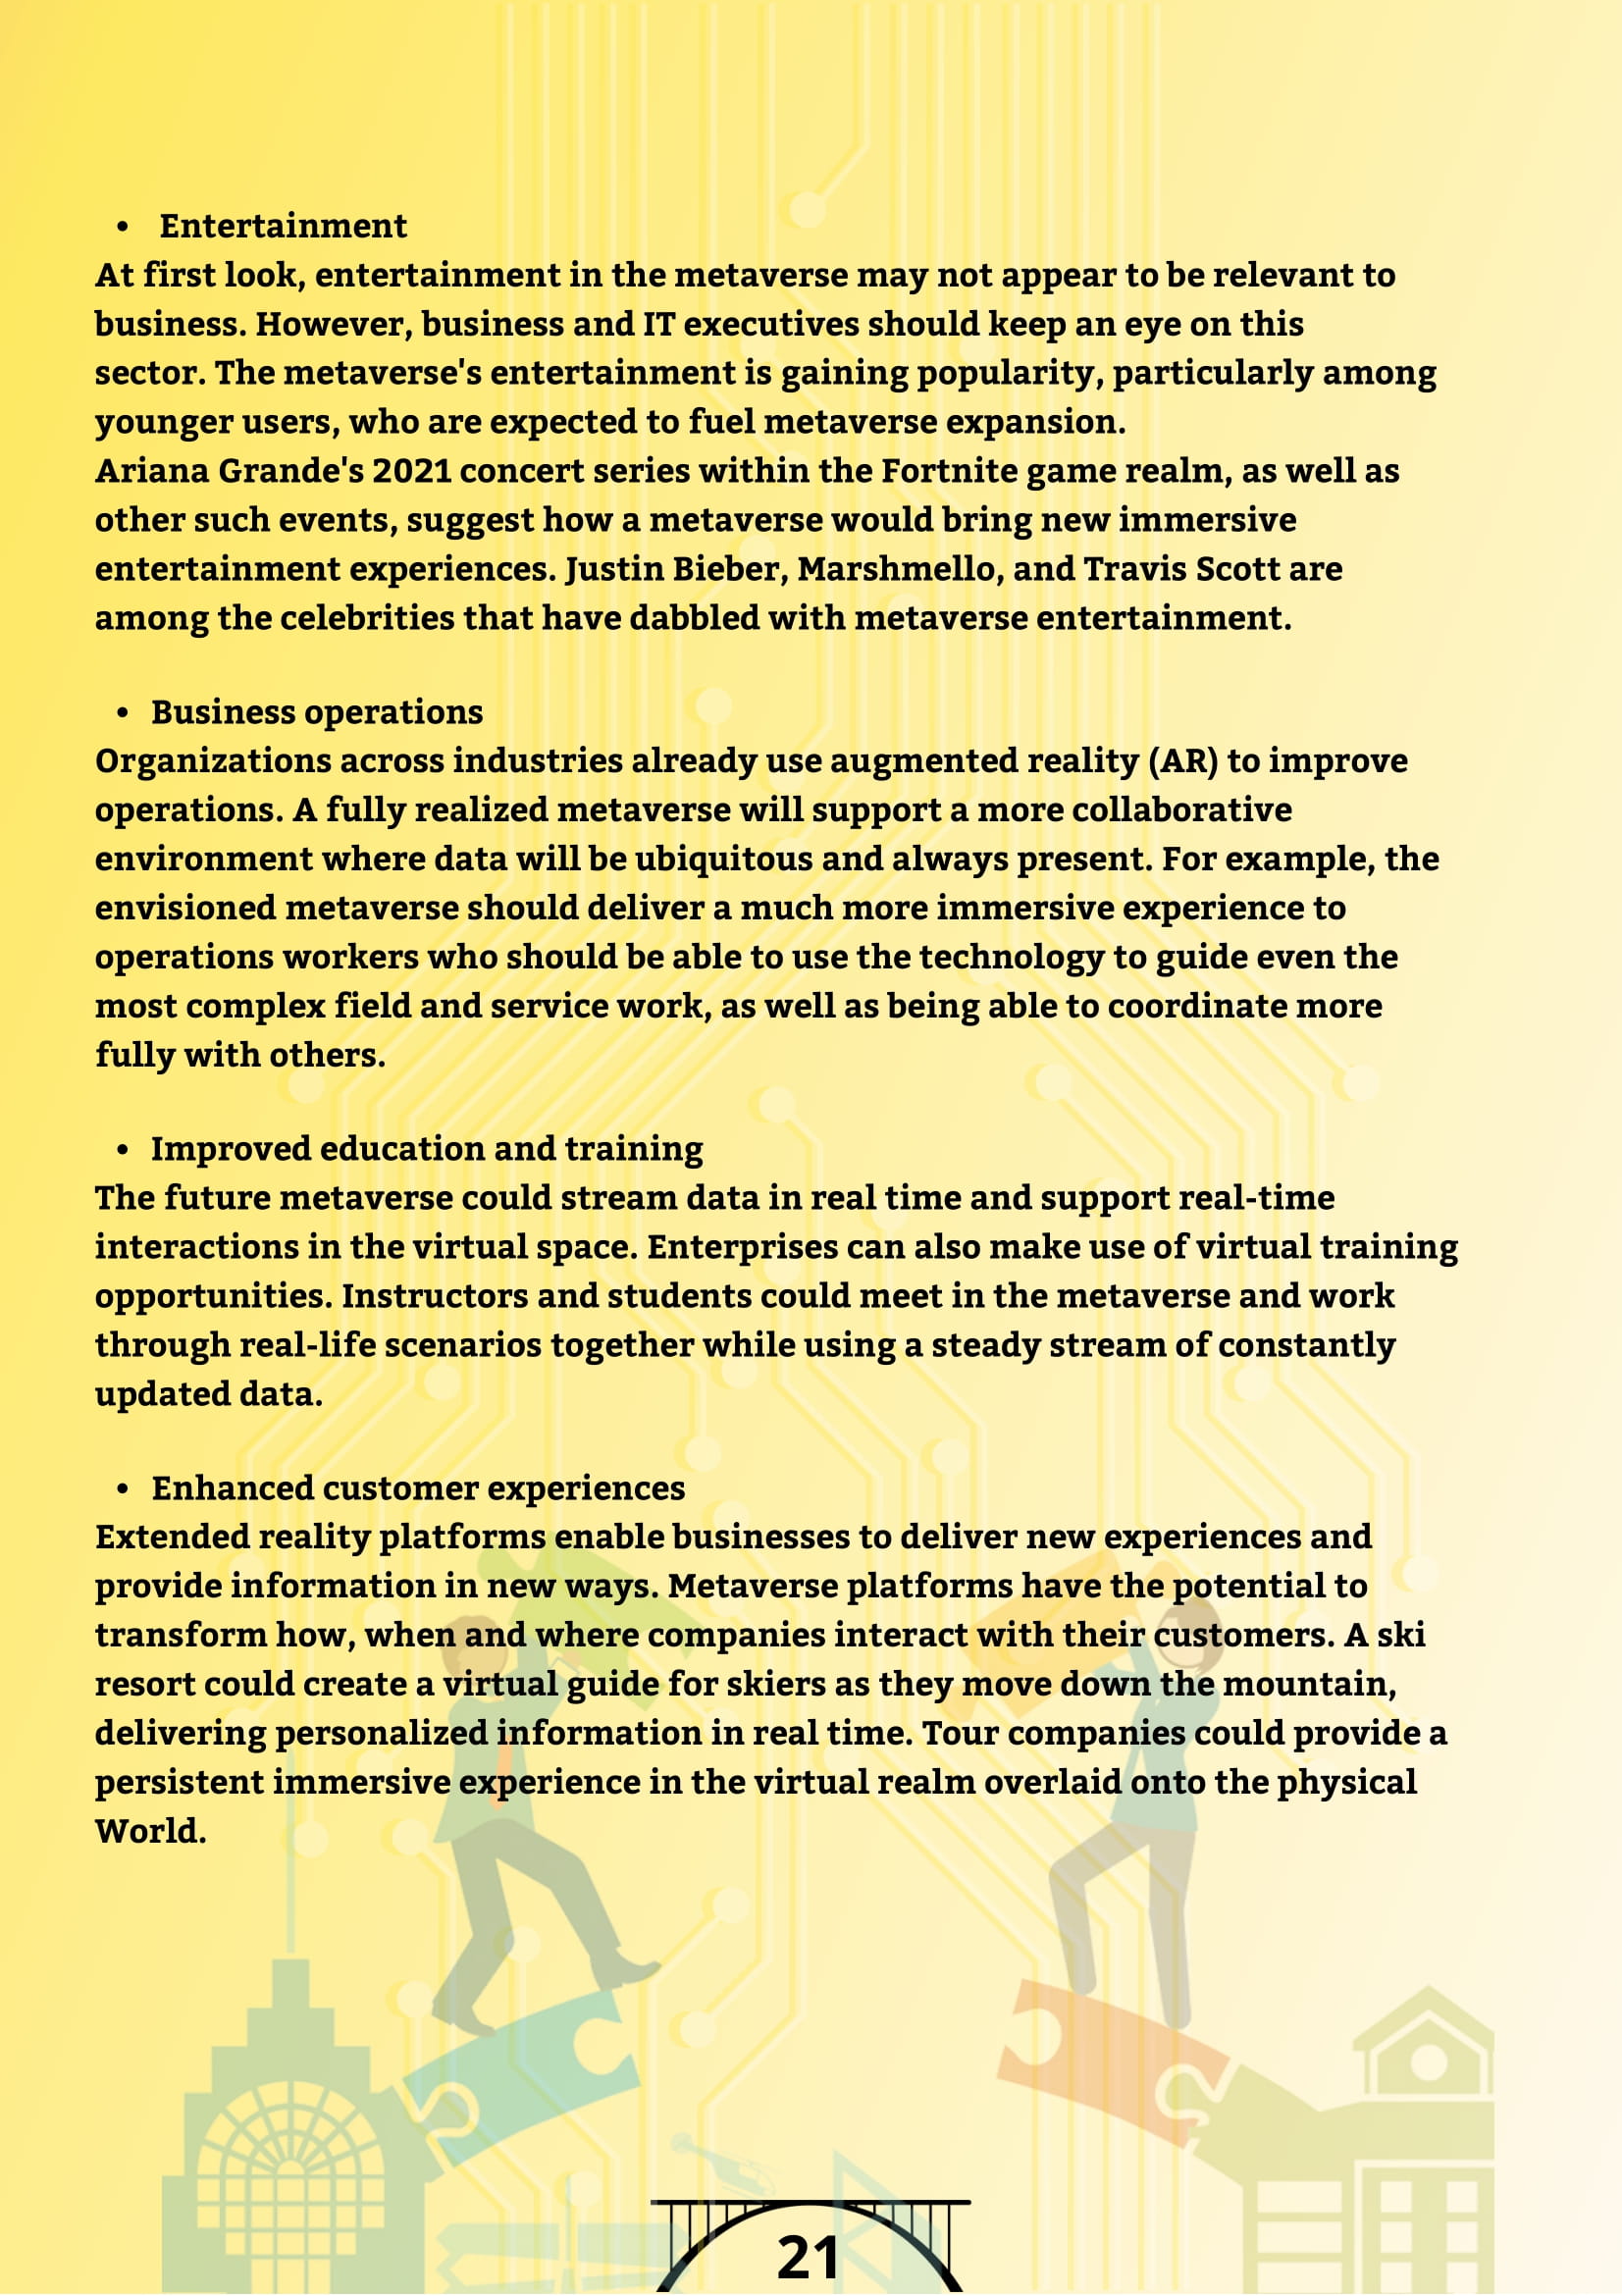 • Entertainment
At first look, entertainment in the metaverse may not appear to be relevant to
business. However, business and IT executives should keep an eye on this
sector. The metaverse's entertainment is gaining popularity, particularly among
younger users, who are expected to fuel metaverse expansion.
Ariana Grande's 2021 concert series within the Fortnite game realm, as well as
other such events, suggest how a metaverse would bring new immersive
entertainment experiences. Justin Bieber, Marshmello, and Travis Scott are
among the celebrities that have dabbled with metaverse entertainment.
• Business operations
Organizations across industries already use augmented reality (AR) to improve
operations. A fully realized metaverse will support a more collaborative
environment where data will be ubiquitous and always present. For example, the
envisioned metaverse should deliver a much more immersive experience to
operations workers who should be able to use the technology to guide even the
most complex field and service work, as well as being able to coordinate more
fully with others.
• Improved education and training
The future metaverse could stream data in real time and support real-time
interactions in the virtual space. Enterprises can also make use of virtual training
opportunities. Instructors and students could meet in the metaverse and work
through real-life scenarios together while using a steady stream of constantly
updated data.
• Enhanced customer experiences
Extended reality platforms enable businesses to deliver new experiences and
provide information in new ways. Metaverse platforms have the potential to
transform how, when and where companies interact with their customers. A ski
resort could create a virtual guide for skiers as they move down the mountain,
delivering personalized information in real time. Tour companies could provide a
persistent immersive experience in the virtual realm overlaid onto the physical
World.
21